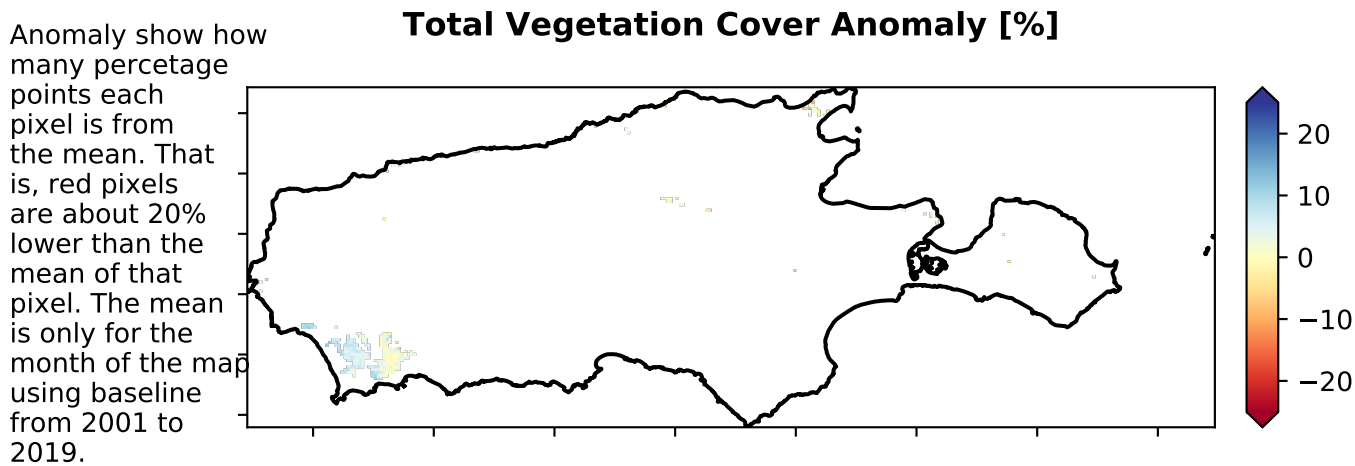 Total Vegetation Cover Anomaly [%]
Anomaly show how
many percetage
points each
pixel is from
the mean. That
is, red pixels
are about 20%
lower than the
mean of that
pixel. The mean
is only for the
month of the map
using baseline
from 2001 to
2019.
20
10
0
−10
−20